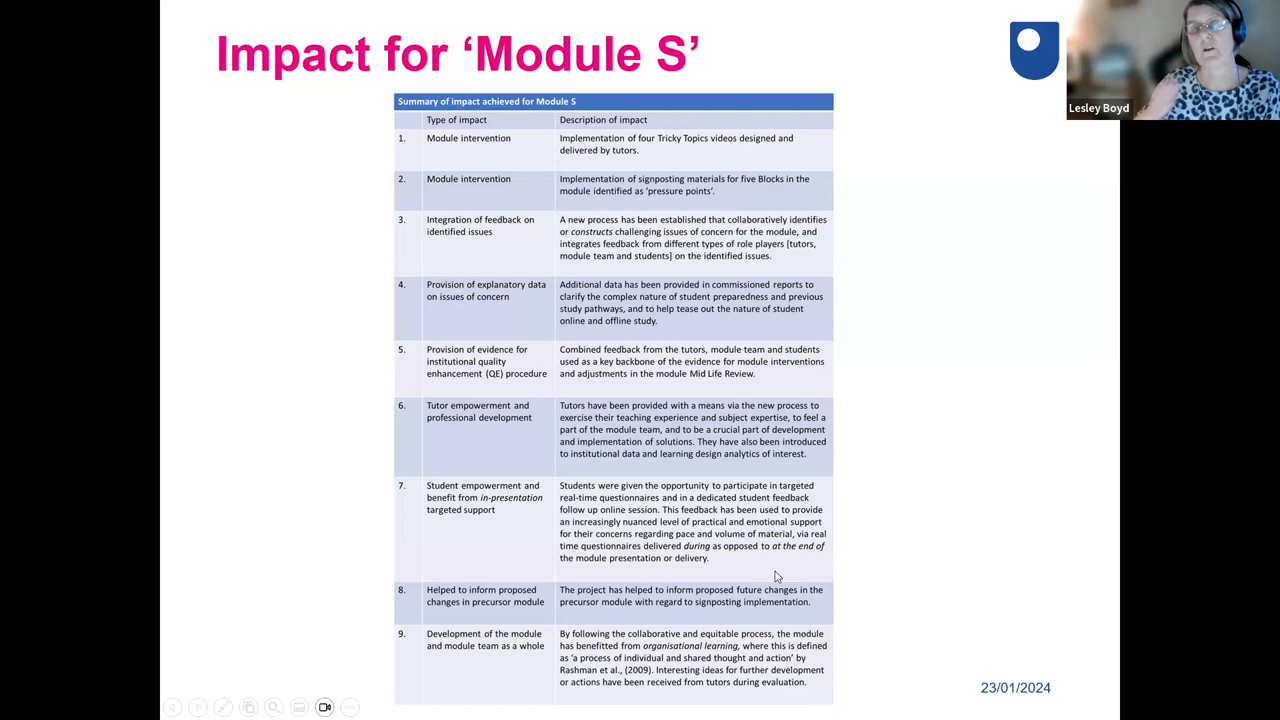 Impact for ‘Module S’
Lesley Boyd
Summary of impact achieved for Module S
Type of impact
Description of impact
1.
Module intervention
Implementation of four Tricky Topics videos designed and
delivered by tutors.
2.
Module intervention
Implementation of signposting materials for five Blocks in the
module identified as ‘pressure points’.
3.
Integration of feedback on
identified issues
A new process has been established that collaboratively identifies
or constructs challenging issues of concern for the module, and
integrates feedback from different types of role players [tutors,
module team and students] on the identified issues.
4.
Provision of explanatory data
on issues of concern
Additional data has been provided in commissioned reports to
clarify the complex nature of student preparedness and previous
study pathways, and to help tease out the nature of student
online and offline study.
5.
Provision of evidence for
institutional quality
enhancement (QE) procedure
Combined feedback from the tutors, module team and students
used as a key backbone of the evidence for module interventions
and adjustments in the module Mid Life Review.
6.
Tutor empowerment and
professional development
Tutors have been provided with a means via the new process to
exercise their teaching experience and subject expertise, to feel a
part of the module team, and to be a crucial part of development
and implementation of solutions. They have also been introduced
to institutional data and learning design analytics of interest.
7.
Student empowerment and
benefit from in-presentation
targeted support
Students were given the opportunity to participate in targeted
real-time questionnaires and in a dedicated student feedback
follow up online session. This feedback has been used to provide
an increasingly nuanced level of practical and emotional support
for their concerns regarding pace and volume of material, via real
time questionnaires delivered during as opposed to at the end of
the module presentation or delivery.
8.
Helped to inform proposed
changes in precursor module
The project has helped to inform proposed future changes in the
precursor module with regard to signposting implementation.
9.
Development of the module
and module team as a whole
By following the collaborative and equitable process, the module
has benefitted from organisational learning, where this is defined
as ‘a process of individual and shared thought and action’ by
Rashman et al., (2009). Interesting ideas for further development
or actions have been received from tutors during evaluation.
23/01/2024